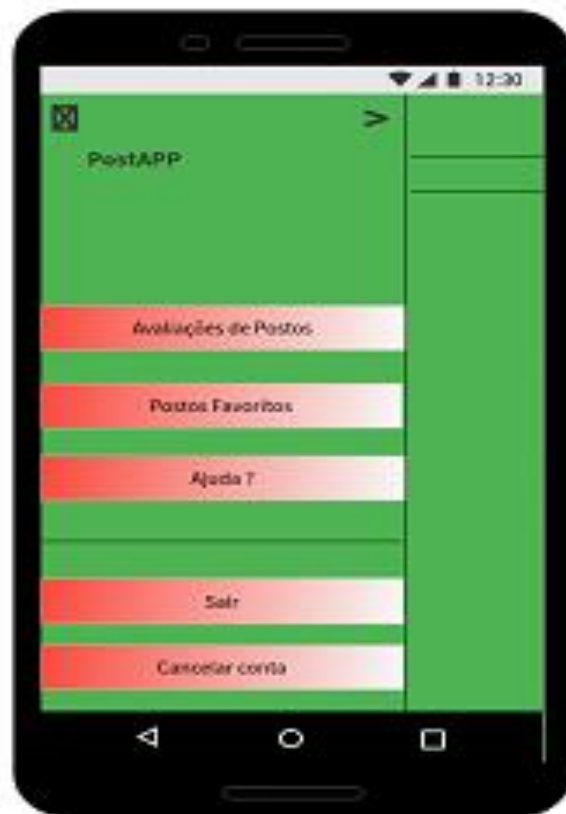 12:30
>
PostAPP
Avaliações de Postos
Postos Favoritos
Ajuda ?
Sair
Cancelar conta